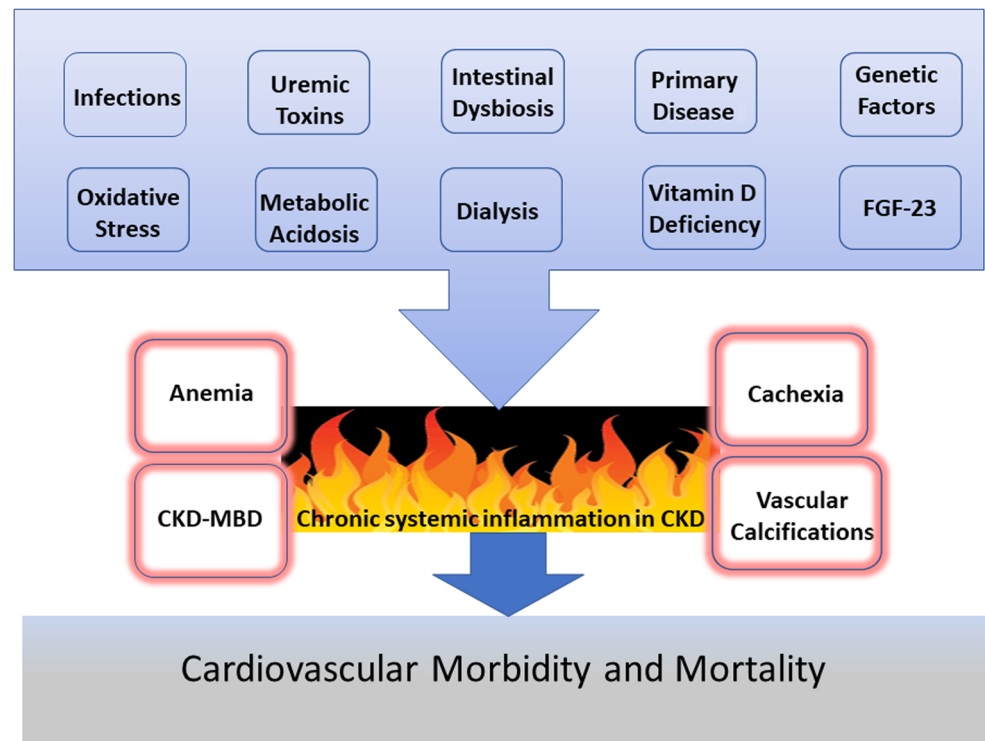 Infections
Uremic
Toxins
Intestinal
Dysbiosis
Primary
Disease
Genetic
Factors
Oxidative
Stress
Metabolic
Acidosis
Dialysis
Vitamin D
Deficiency
FGF-23
Anemia
Cachexia
CKD-MBD
Chronic systemic inflammation in CKD
Vascular
Calcifications
Cardiovascular Morbidity and Mortality